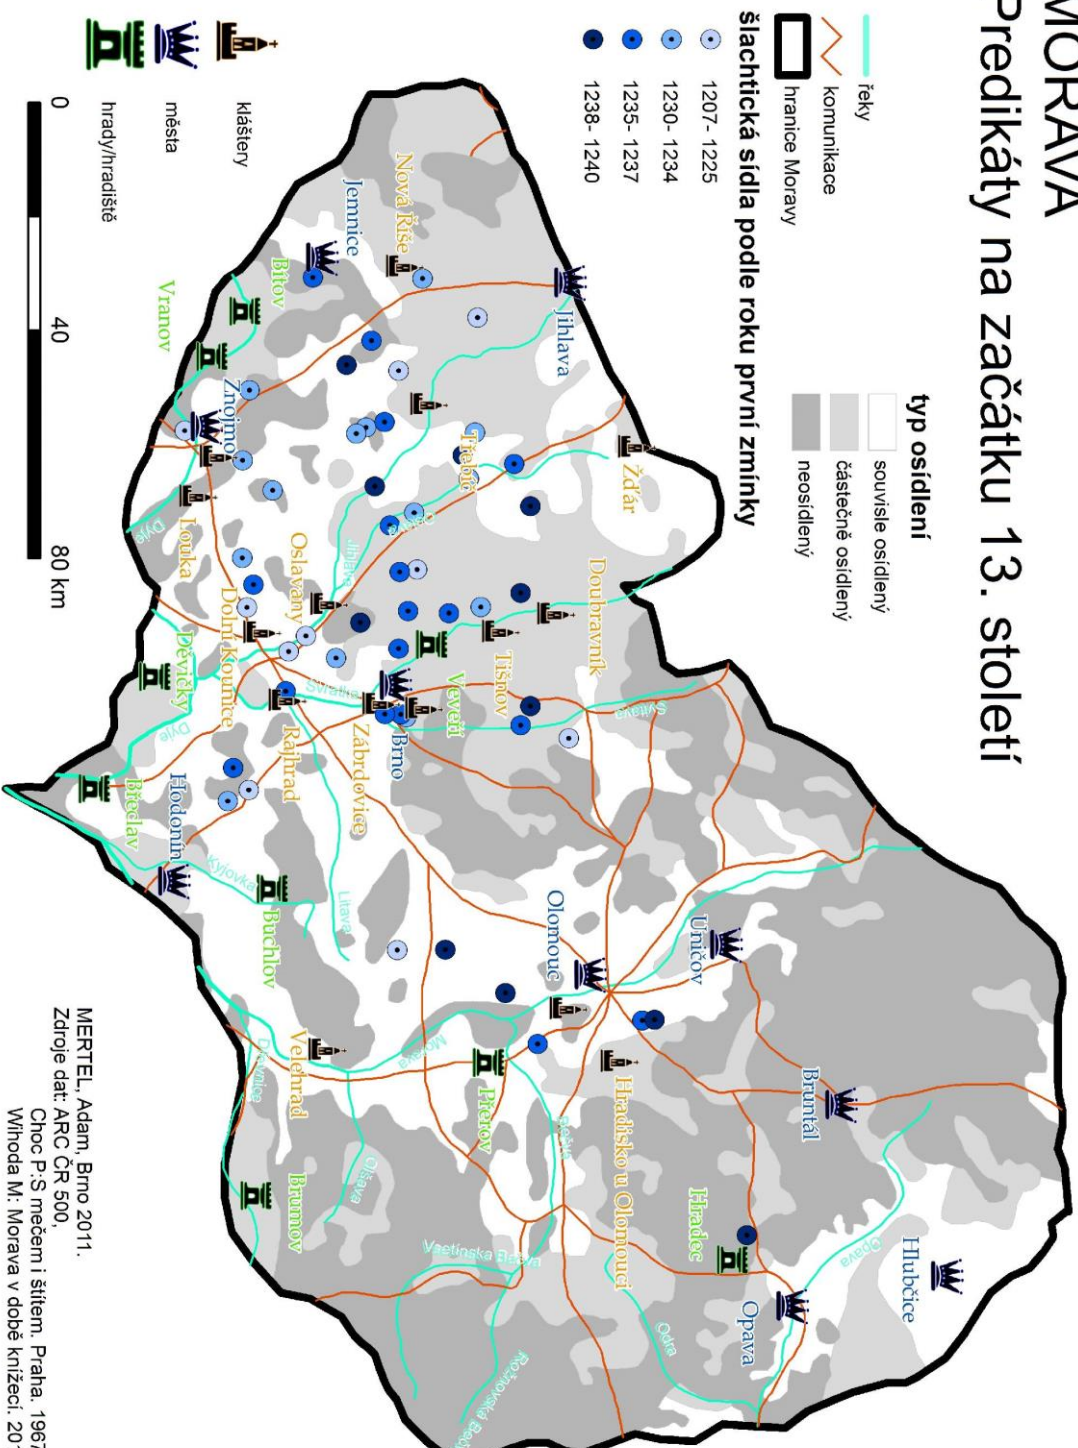 MORAVA
Predikáty na začátku 13. století
řeky
komunikace
hranice Moravy
šlachtická sídla podle roku první zmínky
1207- 1225
1230- 1234
1235- 1237
1238- 1240
typ osídlení
souvisle osídlený
částečně osídlený
neosídlený
Hlubčice
Opava
Opava
Bruntál
Hradec
Odra
Uničov
Olomouc
Hradisko u Olomouci
Žďár
Svitava
Doubravník
Jihlava
Třebíč
Tišnov
Přerov
Bečva
Vsetínská Bečva
Nová Říše
Oslava
Veveří
Morava
Jemnice
Jihlava
Brno
Zábrdovice
Litava
Olšava
Oslavany
Svratka
Rajhrad
Velehrad
Bítov
Znojmo
Dolní Kounice
Buchlov
Kyjovka
Brumov
Vranov
Louka
Děvičky
Hodonín
Dyje
Dyje
Břeclav
kláštery
města
hrady/hradiště
0 40 80 km
MERTEL, Adam, Brno 2011.
Zdroje dat: ARC ČR 500,
Choc P:S mečem i štítem. Praha. 1967
Wihoda M: Morava v době knížecí. 20